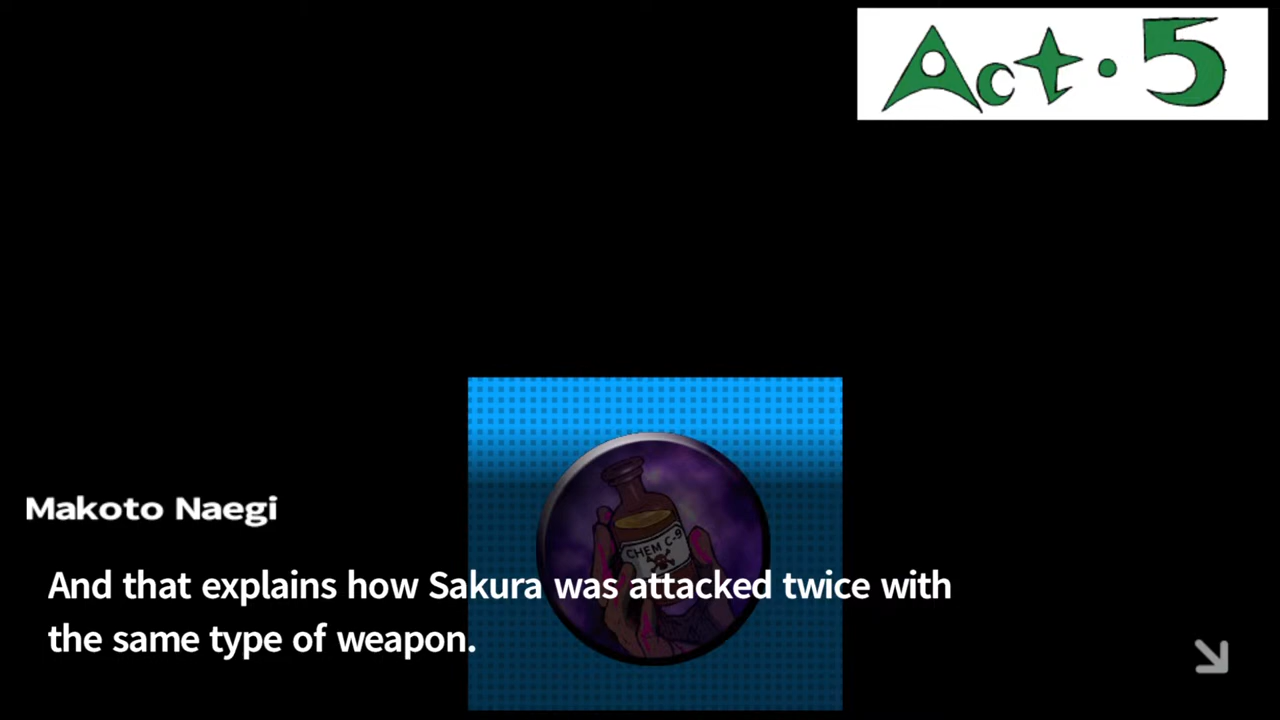 Act·5
Makoto Naegi
CHEM C-9
And that explains how Sakura was attacked twice with
the same type of weapon.